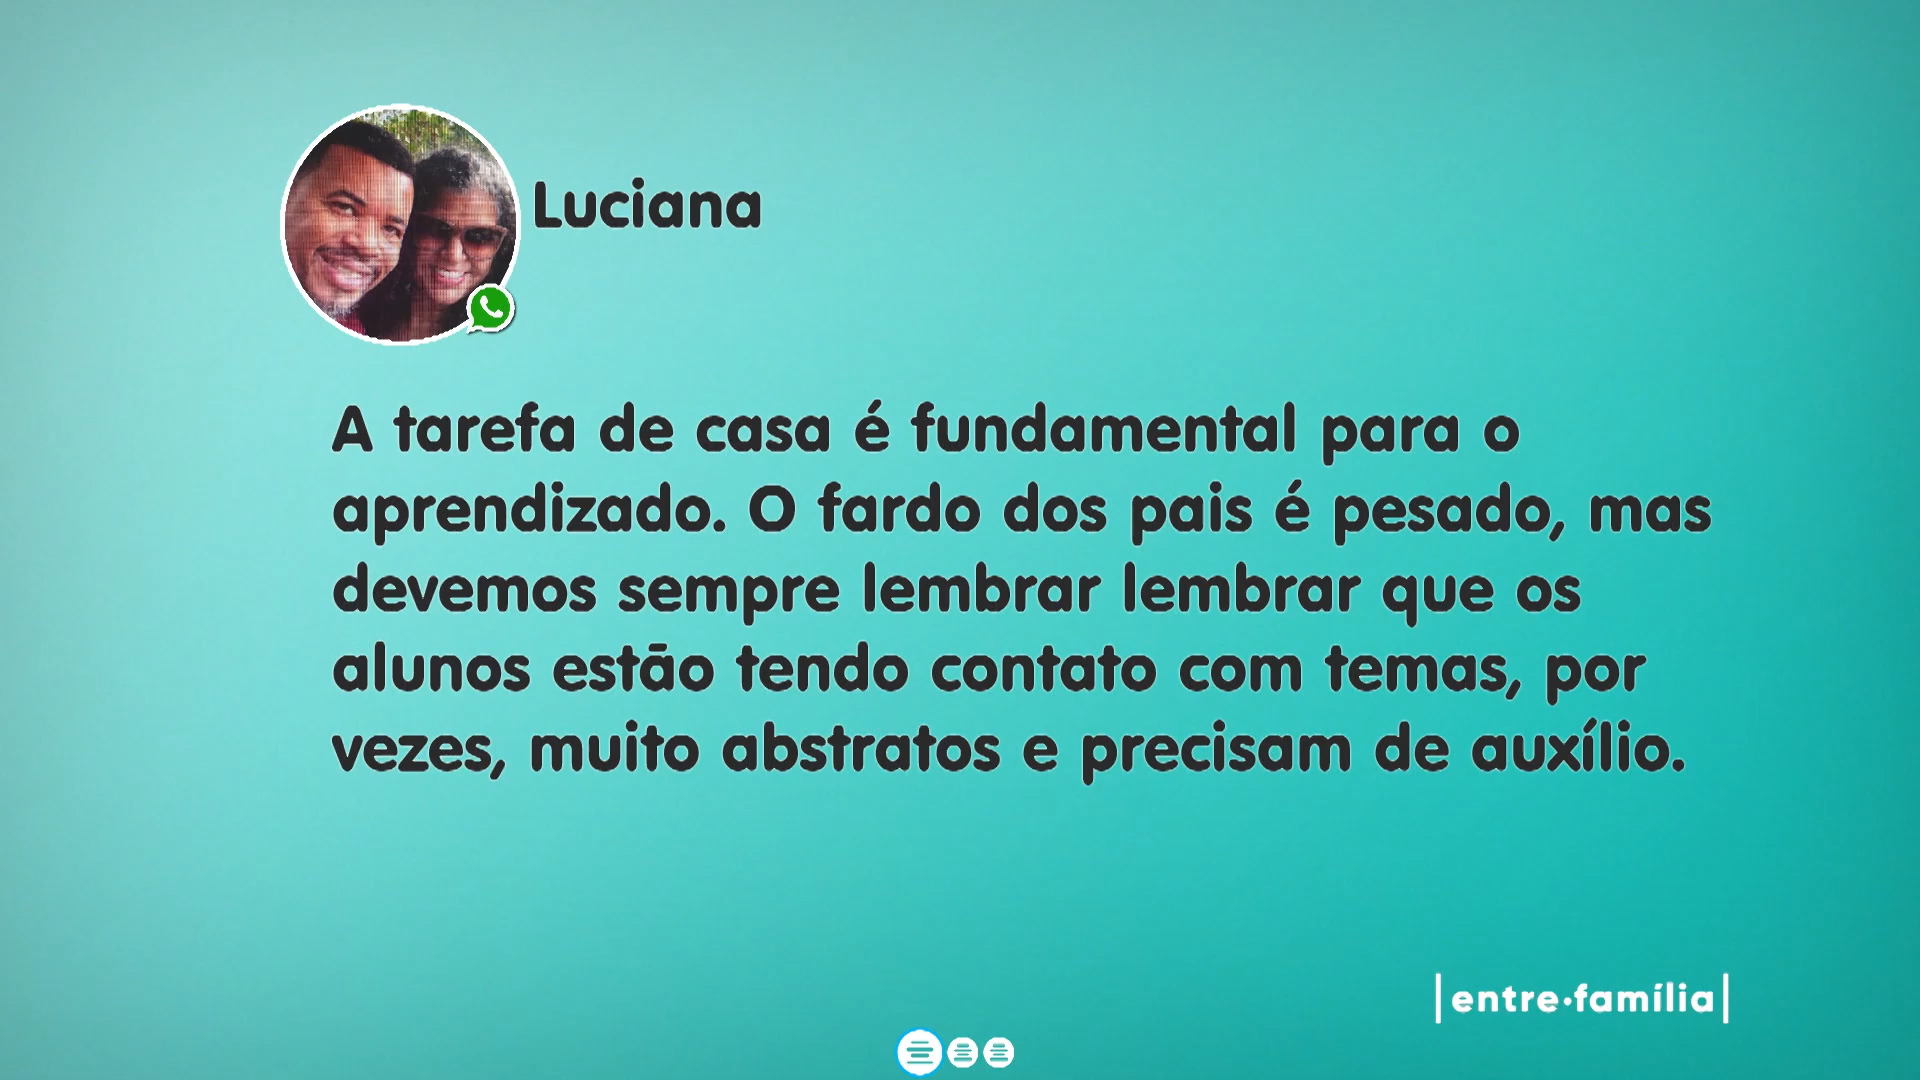 Luciana
A tarefa de casa é fundamental para o
aprendizado. O fardo dos pais é pesado, mas
devemos sempre lembrar lembrar que os
alunos estão tendo contato com temas, por
vezes, muito abstratos e precisam de auxílio.
|entre•família|